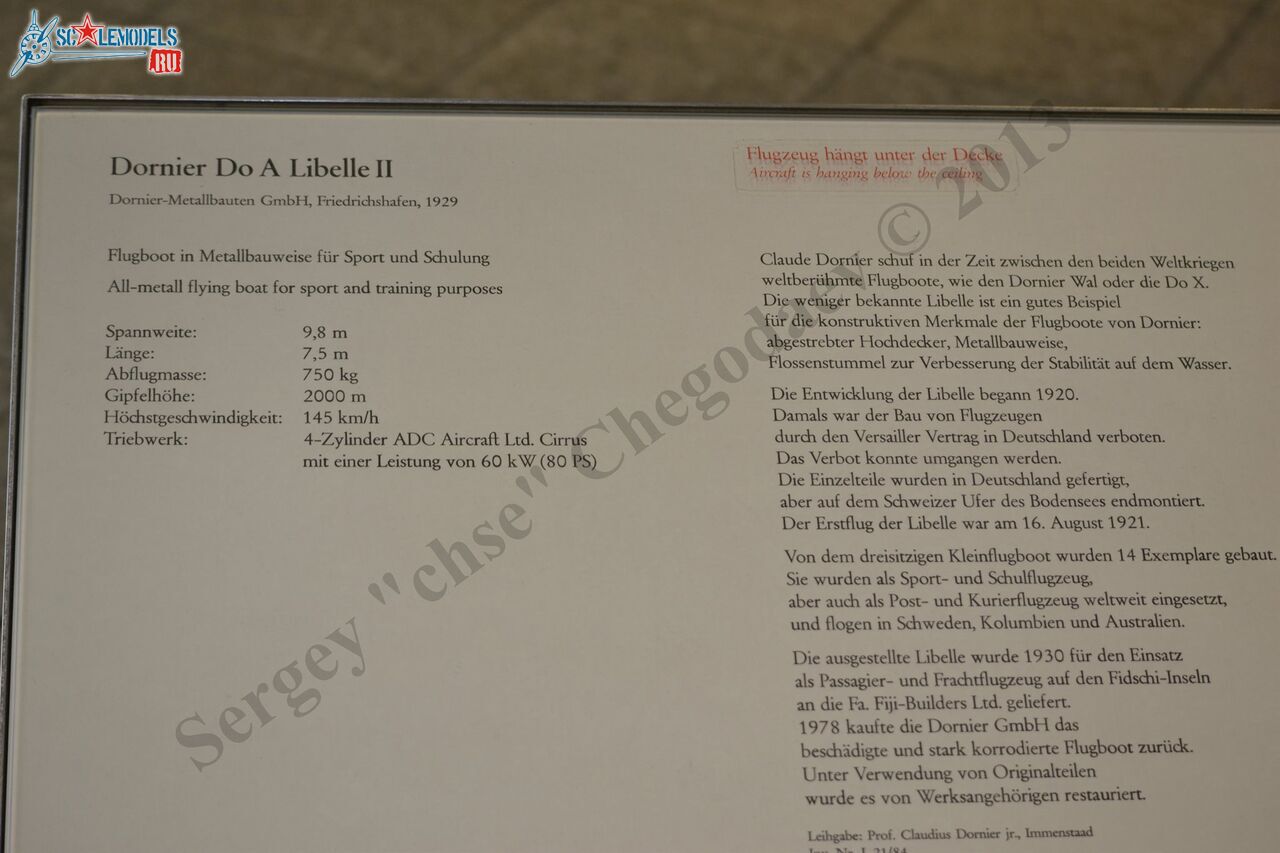 SCALEMODELS
RU
Dornier Do A Libelle II
Dornier-Metallbauten GmbH, Friedrichshafen, 1929
Flugboot in Metallbauweise für Sport und Schulung
All-metall flying boat for sport and training purposes
Spannweite: 9,8 m
Länge: 7,5 m
Abflugmasse: 750 kg
Gipfelhöhe: 2000 m
Höchstgeschwindigkeit: 145 km/h
Triebwerk: 4-Zylinder ADC Aircraft Ltd. Cirrus
mit einer Leistung von 60 kW (80 PS)
Flugzeug hängt unter der Decke
Aircraft is hanging below the ceiling
Claude Dornier schuf in der Zeit zwischen den beiden Weltkriegen
weltberühmte Flugboote, wie den Dornier Wal oder die Do X.
Die weniger bekannte Libelle ist ein gutes Beispiel
für die konstruktiven Merkmale der Flugboote von Dornier:
abgestrebter Hochdecker, Metallbauweise,
Flossenstummel zur Verbesserung der Stabilität auf dem Wasser.
Die Entwicklung der Libelle begann 1920.
Damals war der Bau von Flugzeugen
durch den Versailler Vertrag in Deutschland verboten.
Das Verbot konnte umgangen werden.
Die Einzelteile wurden in Deutschland gefertigt,
aber auf dem Schweizer Ufer des Bodensees endmontiert.
Der Erstflug der Libelle war am 16. August 1921.
Von dem dreisitzigen Kleinflugboot wurden 14 Exemplare gebaut.
Sie wurden als Sport- und Schulflugzeug,
aber auch als Post- und Kurierflugzeug weltweit eingesetzt,
und flogen in Schweden, Kolumbien und Australien.
Die ausgestellte Libelle wurde 1930 für den Einsatz
als Passagier- und Frachtflugzeug auf den Fidschi-Inseln
an die Fa. Fiji-Builders Ltd. geliefert.
1978 kaufte die Dornier GmbH das
beschädigte und stark korrodierte Flugboot zurück.
Unter Verwendung von Originalteilen
wurde es von Werksangehörigen restauriert.
Leihgabe: Prof. Claudius Dornier jr., Immenstaad
Sergey "chse" Chegodaev © 2013